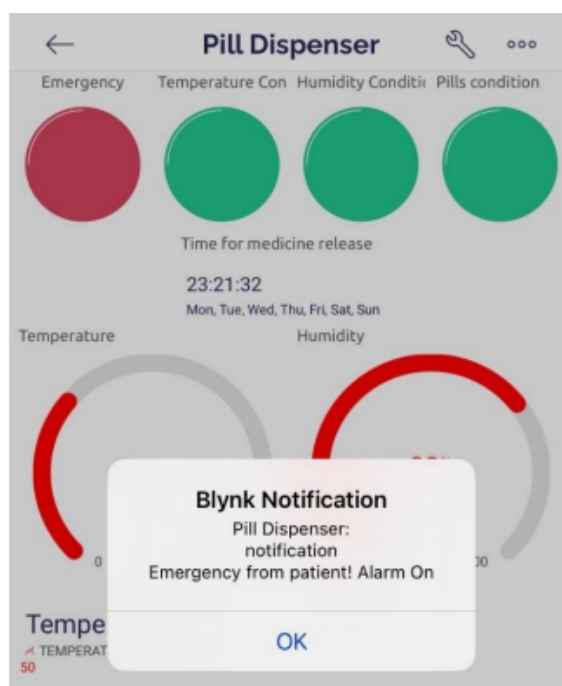 Pill Dispenser
Emergency Temperature Con Humidity Conditi Pills condition
Time for medicine release
23:21:32
Mon, Tue, Wed, Thu, Fri, Sat, Sun
Temperature Humidity
Blynk Notification
Pill Dispenser:
notification
Emergency from patient! Alarm On
0
OK
Tempe
TEMPERAT
50